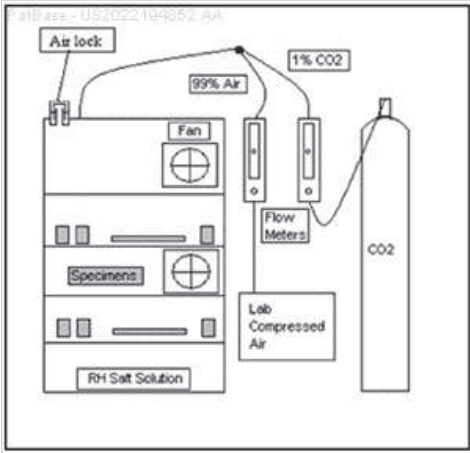 PatBase - US2022194852 AA
Air lock
1% CO2
99% Air
Fan
Flow
Meters
CO2
Specimens
Lab
Compressed
Air
RH Salt Solution